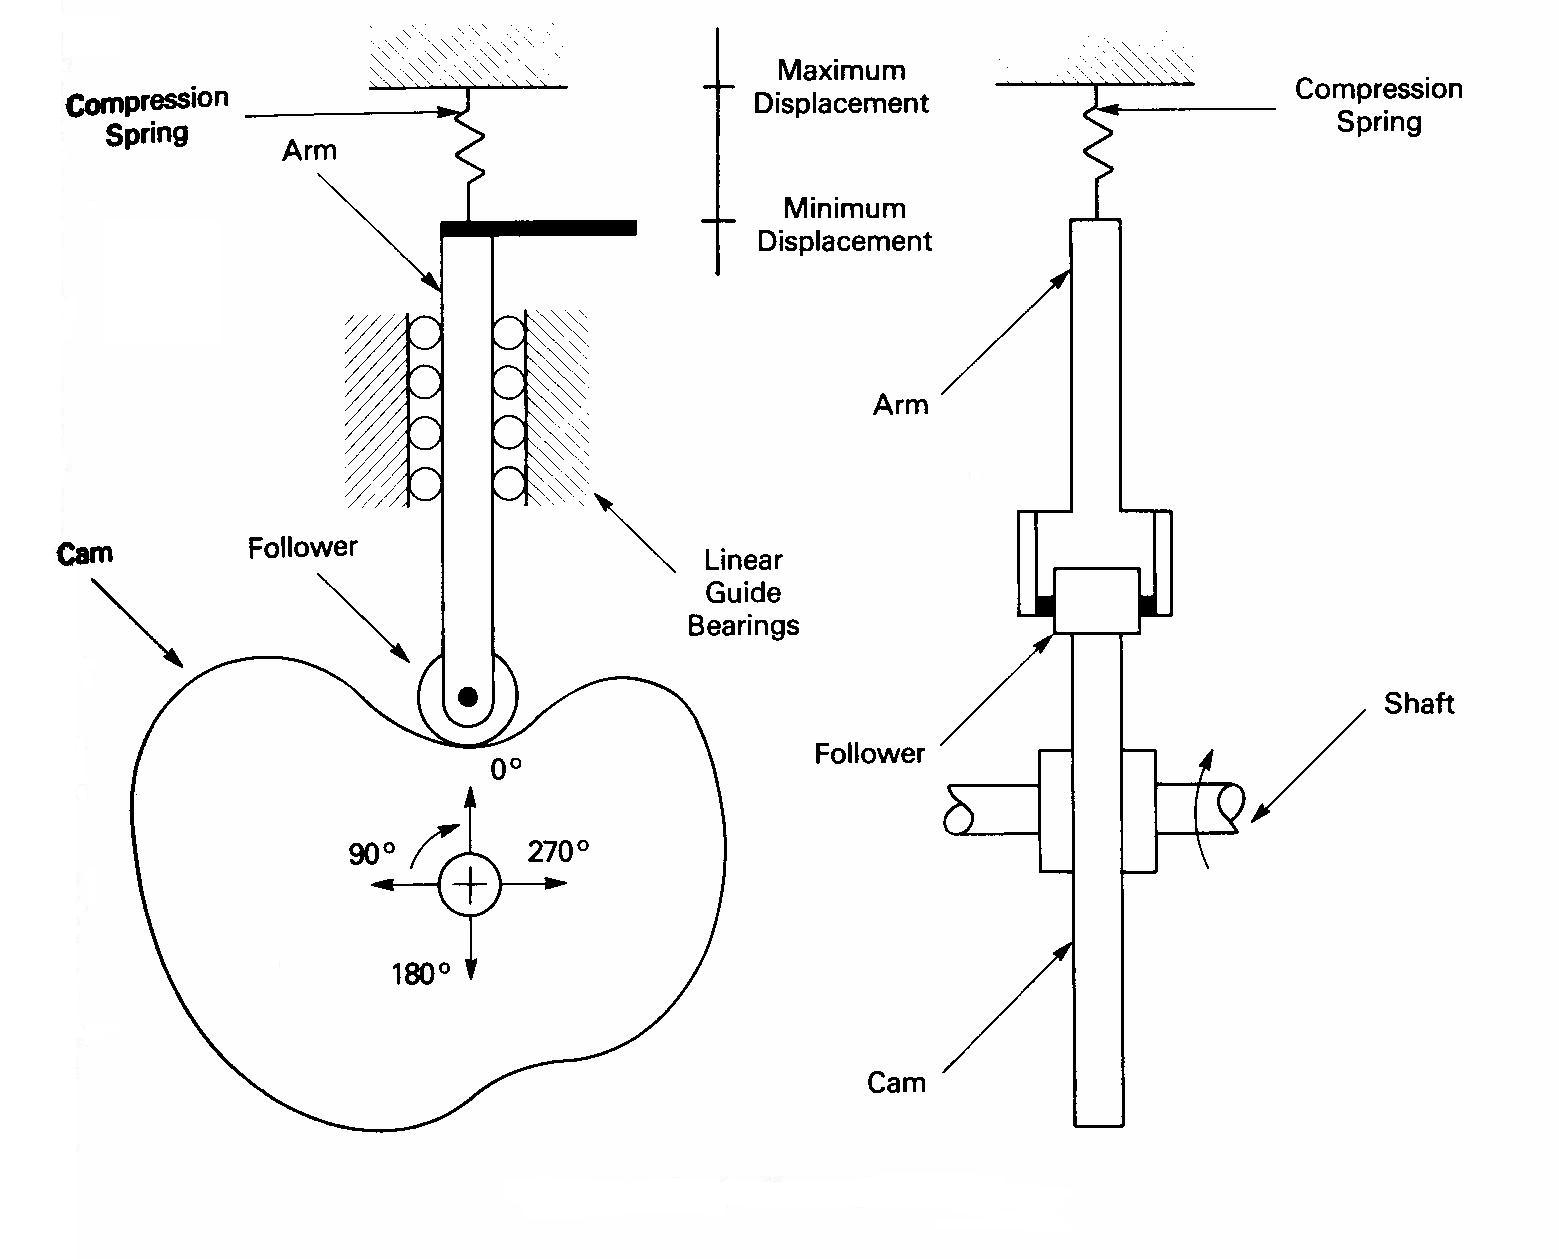 Compression
Spring
Arm
Maximum
Displacement
Minimum
Displacement
Compression
Spring
Arm
Cam
Follower
Linear
Guide
Bearings
0°
90°
270°
180°
Follower
Shaft
Cam